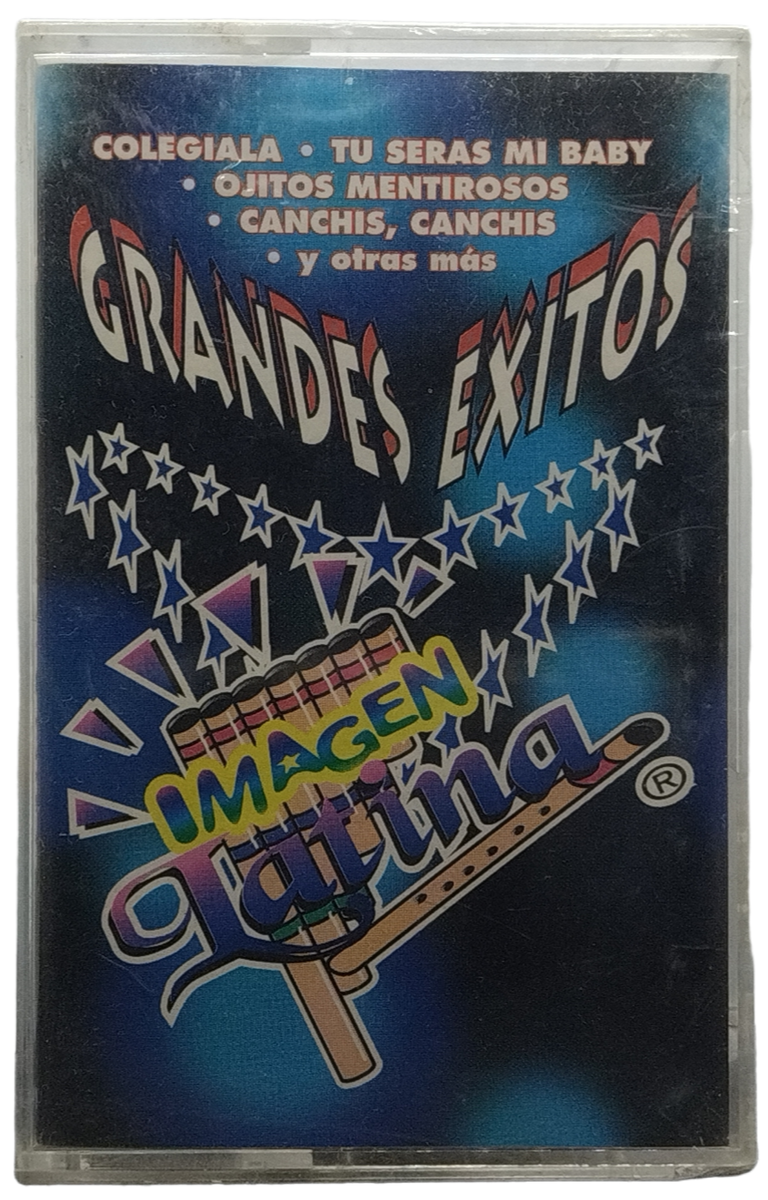 COLEGIALA • TU SERAS MI BABY
• OJITOS MENTIROSOS
• CANCHIS, CANCHIS
• y otras más
GRANDES EXITOS
IMAGEN
Latina ®